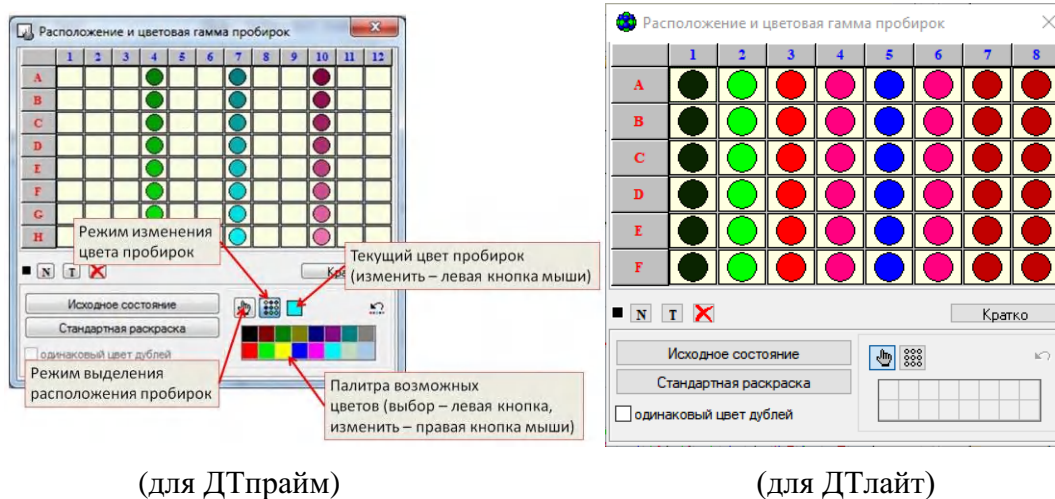 Расположение и цветовая гамма пробирок
1 2 3 4 5 6 7 8 9 10 11 12
A
B
C
D
E
F
G
H
Режим изменения
цвета пробирок
Текущий цвет пробирок
(изменить – левая кнопка мыши)
N T
Исходное состояние
Стандартная раскраска
одинаковый цвет дублей
Режим выделения
расположения пробирок
Палитра возможных
цветов (выбор – левая кнопка,
изменить – правая кнопка мыши)
(для ДТпрайм)
Расположение и цветовая гамма пробирок
1 2 3 4 5 6 7 8
A
B
C
D
E
F
N T
Кратко
Исходное состояние
Стандартная раскраска
одинаковый цвет дублей
(для ДТлайт)